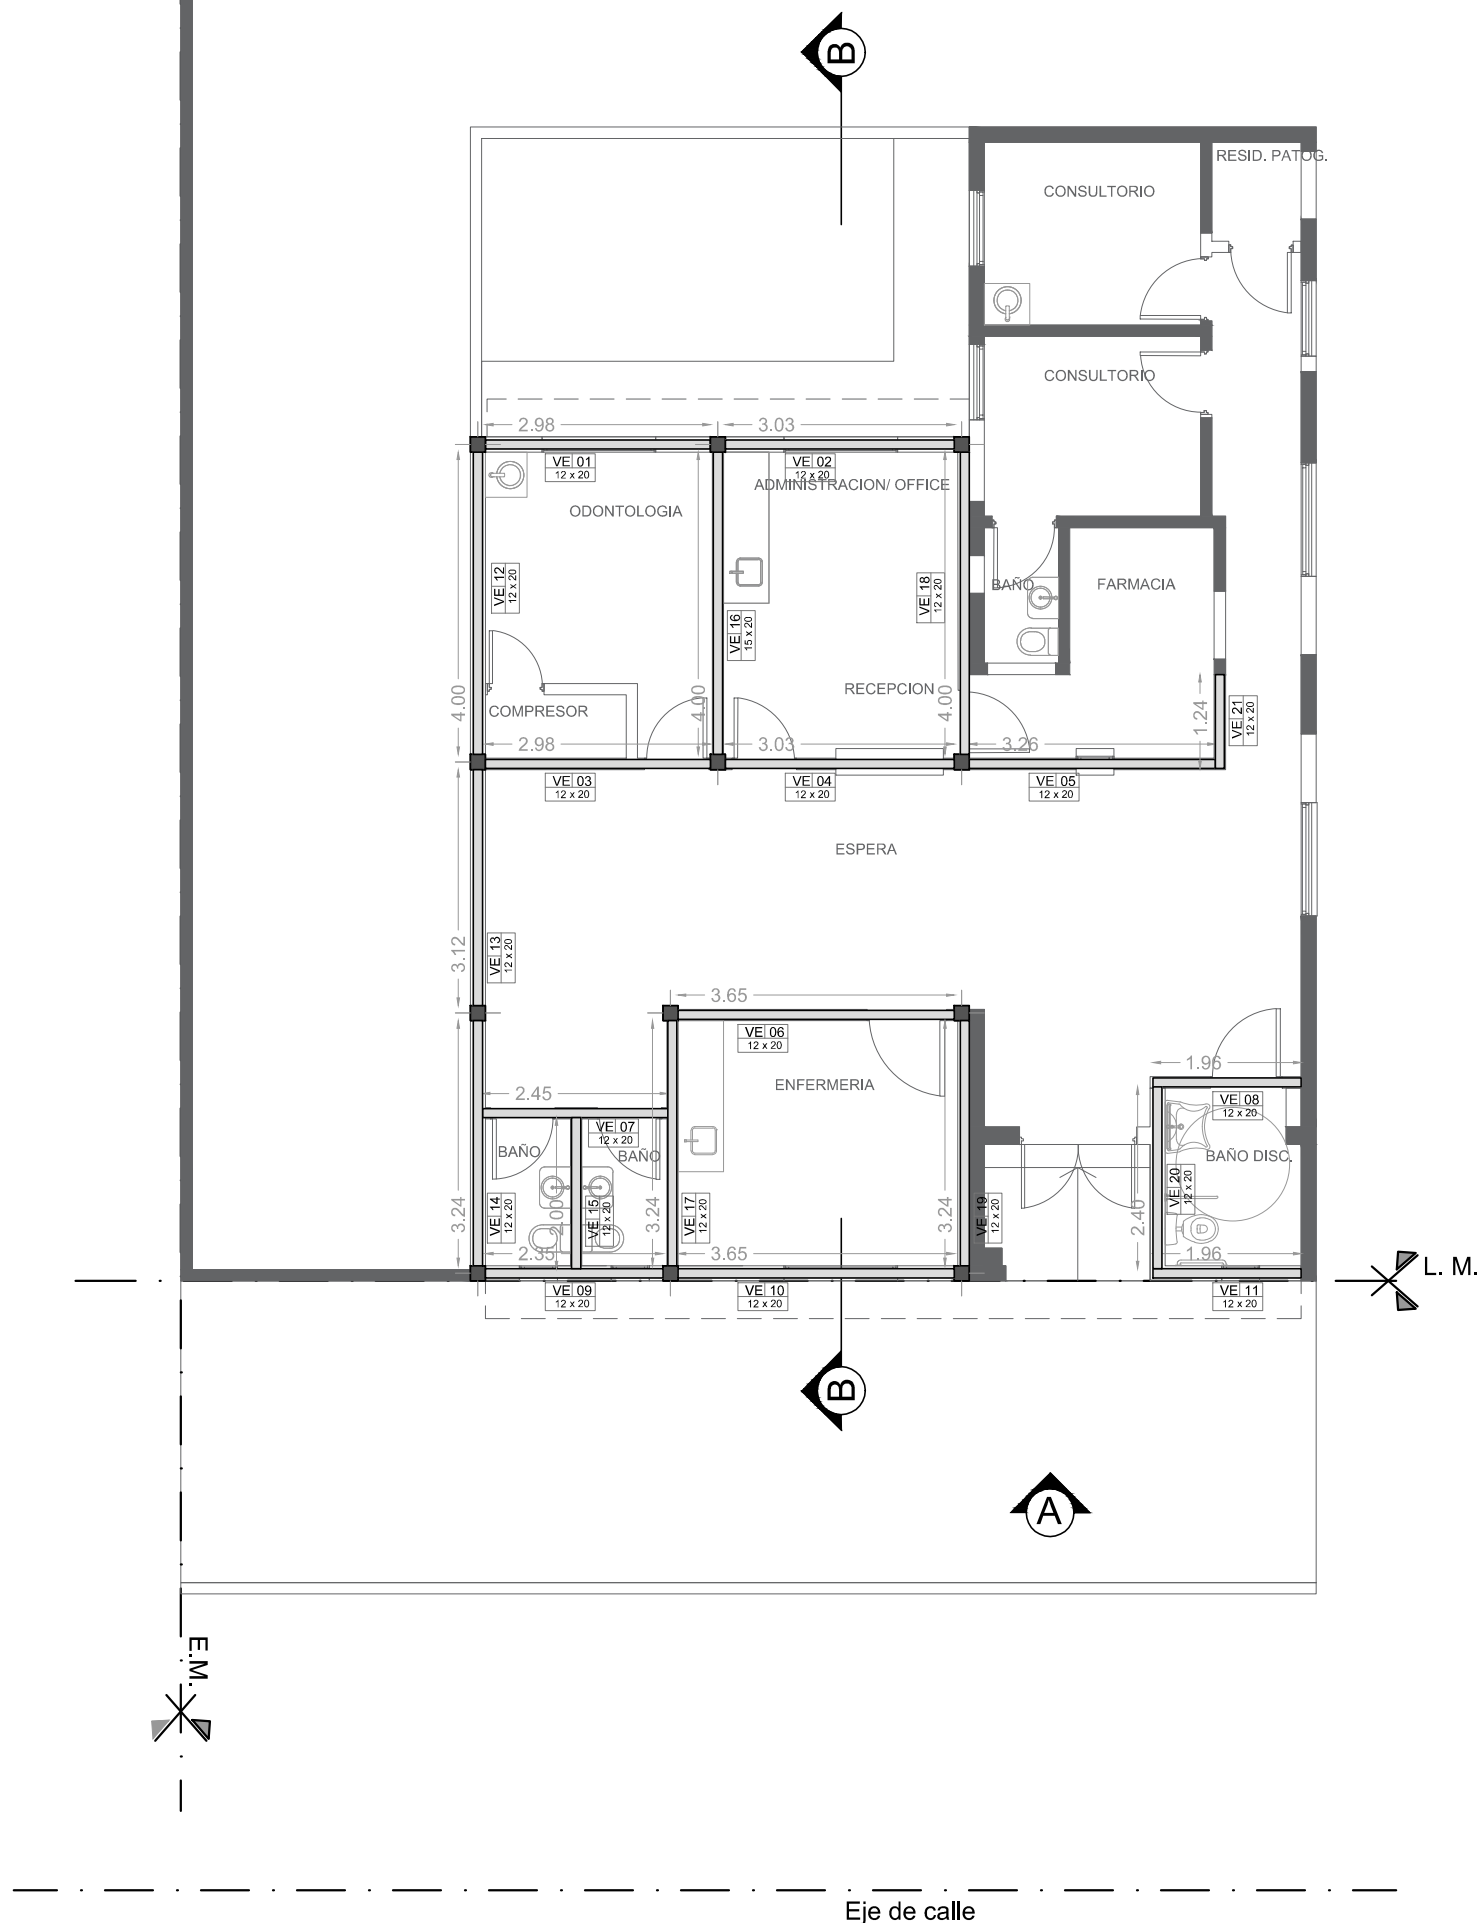 B
RESID. PATOG.
CONSULTORIO
CONSULTORIO
2.98
3.03
VE 01
12 x 20
VE 02
12 x 20
ADMINISTRACION/ OFFICE
ODONTOLOGIA
VE 12
12 x 20
VE 18
12 x 20
BAÑO
FARMACIA
VE 16
15 x 20
4.00
4.00
RECEPCION
4.00
1.24
VE 21
12 x 20
COMPRESOR
2.98
3.03
3.26
VE 03
12 x 20
VE 04
12 x 20
VE 05
12 x 20
ESPERA
3.12
VE 13
12 x 20
3.65
VE 06
12 x 20
1.96
ENFERMERIA
2.45
VE 08
12 x 20
VE 07
12 x 20
BAÑO
BAÑO
BAÑO DISC.
3.24
VE 14
12 x 20
2.00
VE 15
12 x 20
3.24
VE 17
12 x 20
3.24
VE 19
12 x 20
2.40
VE 20
12 x 20
2.35
3.65
1.96
L. M.
VE 09
12 x 20
VE 10
12 x 20
VE 11
12 x 20
B
A
E.M.
Eje de calle